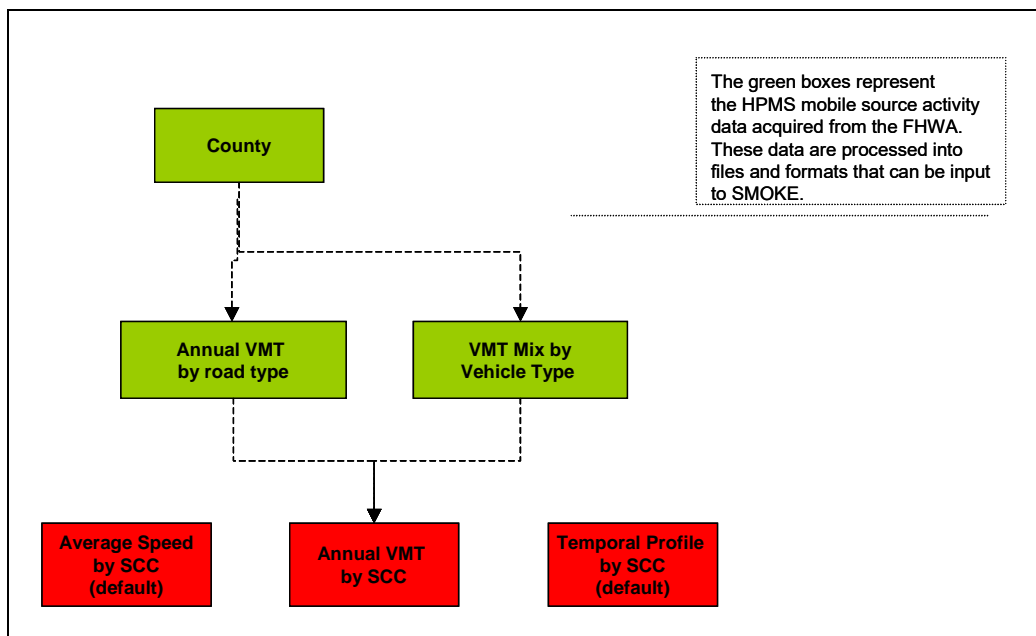 The green boxes represent
the HPMS mobile source activity
data acquired from the FHWA.
These data are processed into
files and formats that can be input
to SMOKE.
County
Annual VMT
by road type
VMT Mix by
Vehicle Type
Average Speed
by SCC
(default)
Annual VMT
by SCC
Temporal Profile
by SCC
(default)